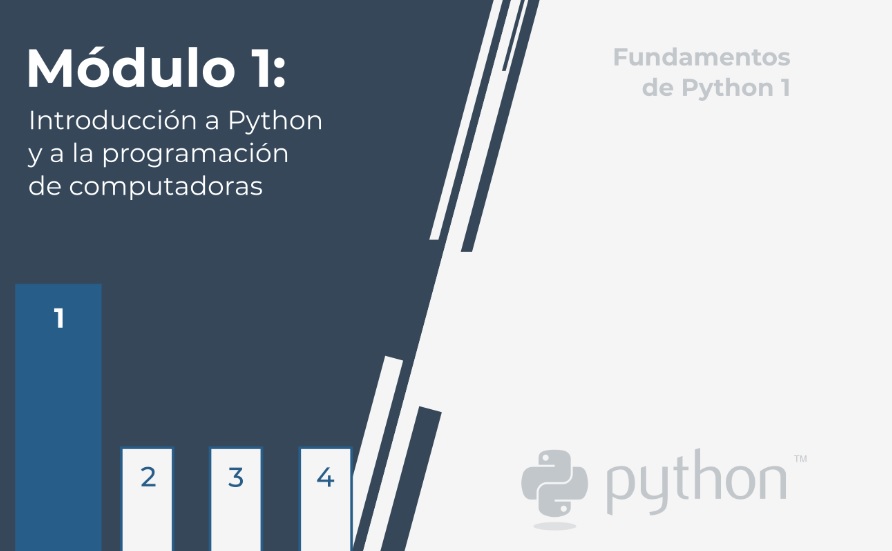 Módulo 1:
Introducción a Python
y a la programación
de computadoras
Fundamentos
de Python 1
1
2
3
4
python™